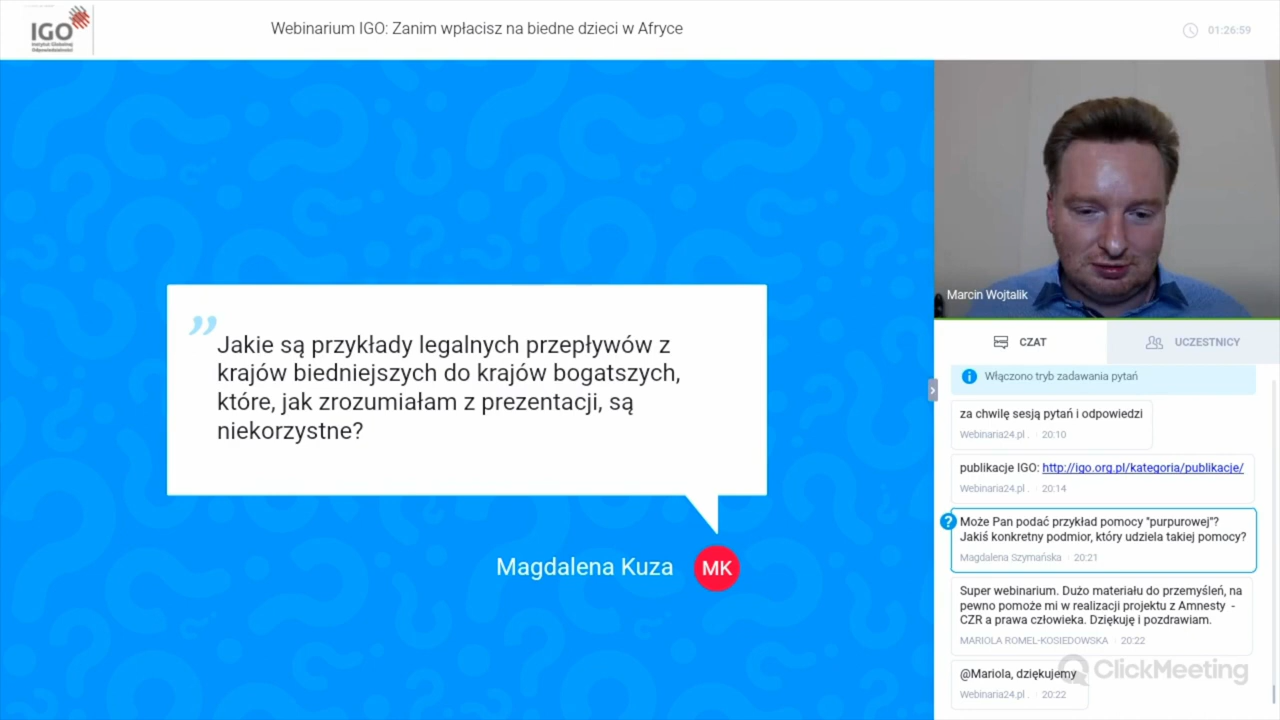 IGO
Instytut Globalnej
Odpowiedzialności
Webinarium IGO: Zanim wpłacisz na biedne dzieci w Afryce
01:26:59
Jakie są przykłady legalnych przepływów z
krajów biedniejszych do krajów bogatszych,
które, jak zrozumiałam z prezentacji, są
niekorzystne?
Magdalena Kuza
MK
Marcin Wojtalik
CZAT
UCZESTNICY
Włączono tryb zadawania pytań
za chwilę sesją pytań i odpowiedzi
Webinaria24.pl . · 20:10
publikacje IGO: http://igo.org.pl/kategoria/publikacje/
Webinaria24.pl . · 20:14
Może Pan podać przykład pomocy "purpurowej"?
Jakiś konkretny podmior, który udziela takiej pomocy?
Magdalena Szymańska · 20:21
Super webinarium. Dużo materiału do przemyśleń, na
pewno pomoże mi w realizacji projektu z Amnesty -
CZR a prawa człowieka. Dziękuję i pozdrawiam.
MARIOLA ROMEL-KOSIEDOWSKA · 20:22
@Mariola, dziękujemy
Webinaria24.pl . · 20:22
ClickMeeting